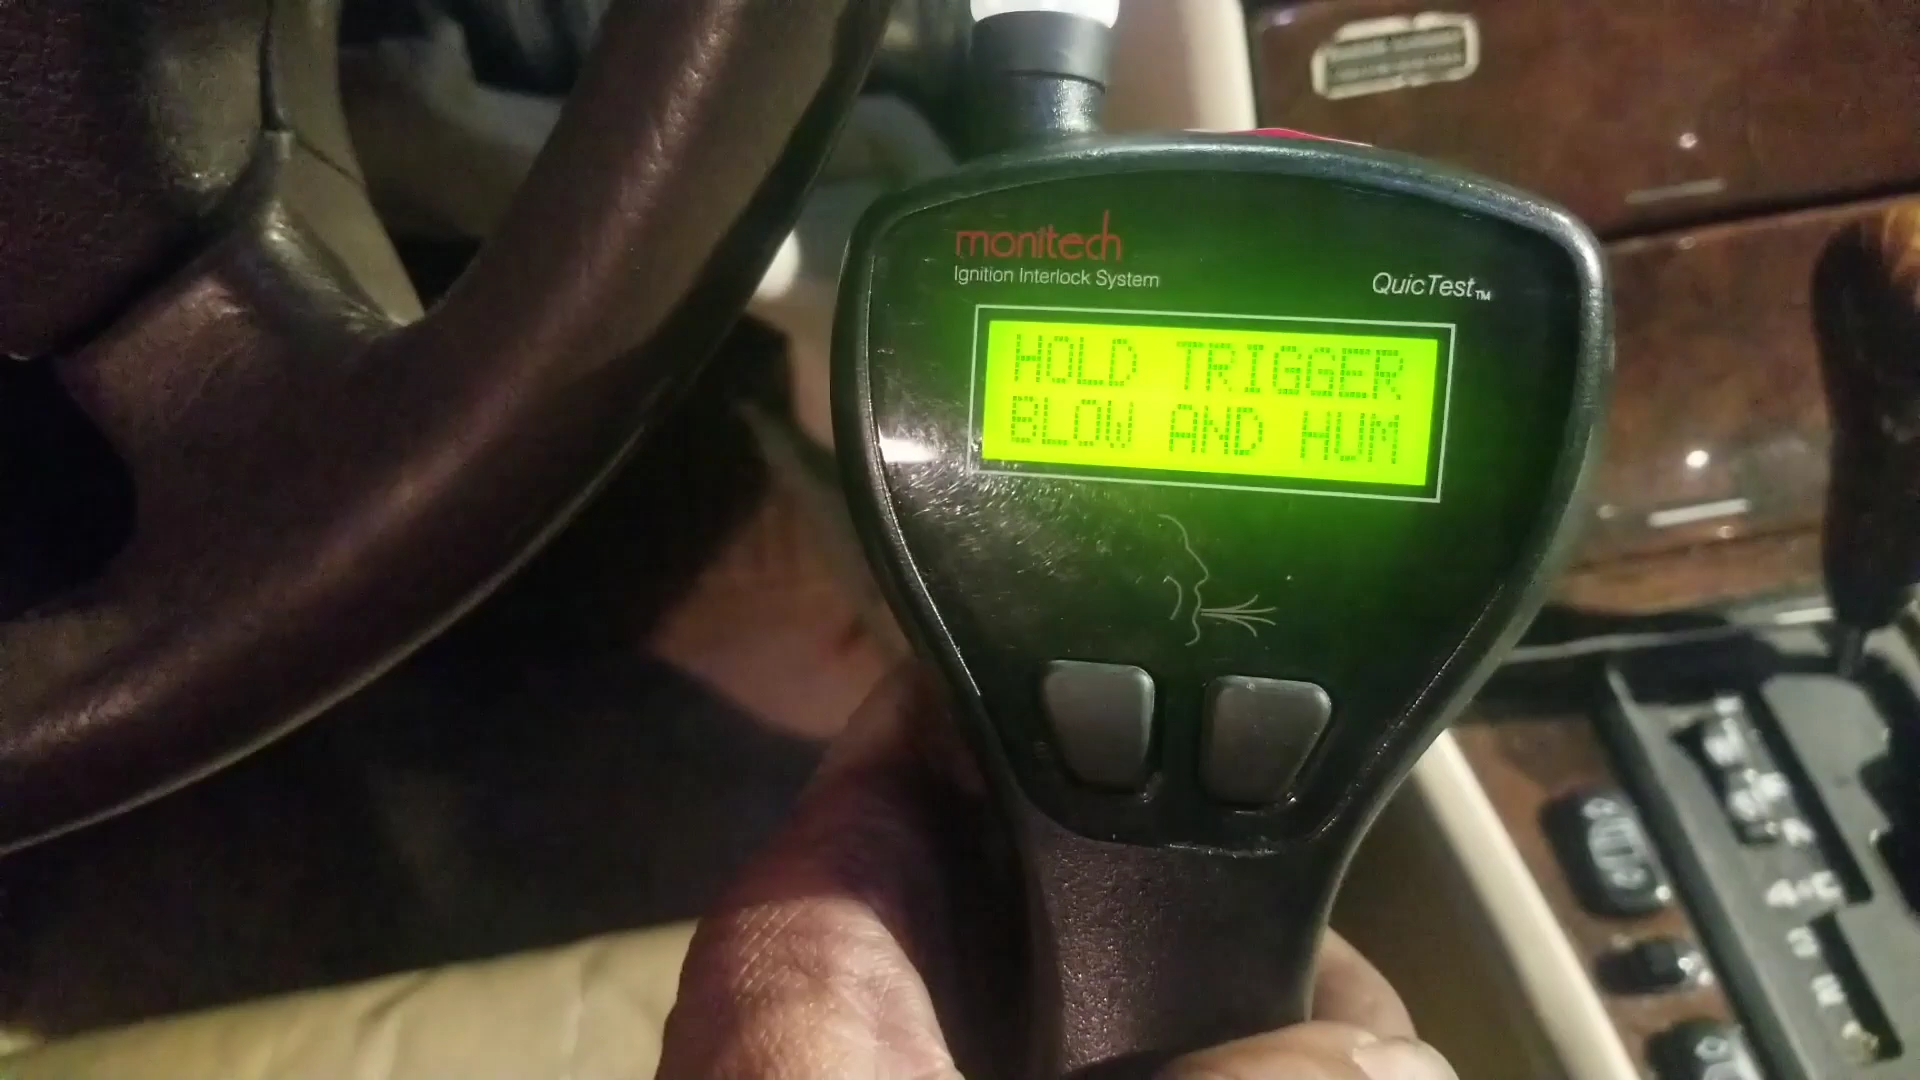 monitech
Ignition Interlock System
QuicTest™
HOLD TRIGGER
BLOW AND HUM